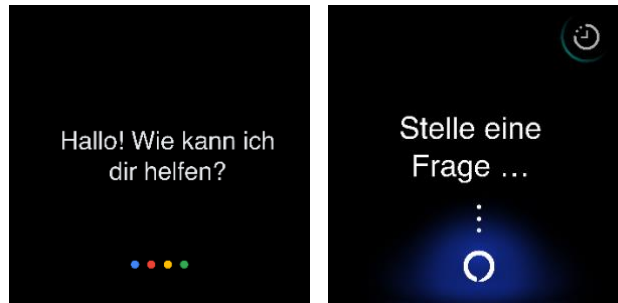 Hallo! Wie kann ich
dir helfen?
Stelle eine
Frage ...